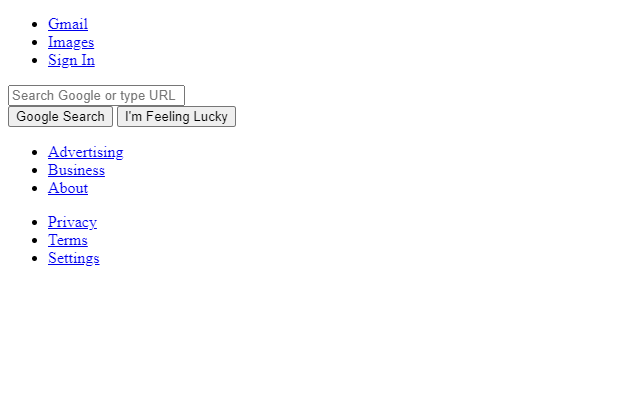 Gmail
Images
Sign In
Search Google or type URL
Google Search I'm Feeling Lucky
Advertising
Business
About
Privacy
Terms
Settings